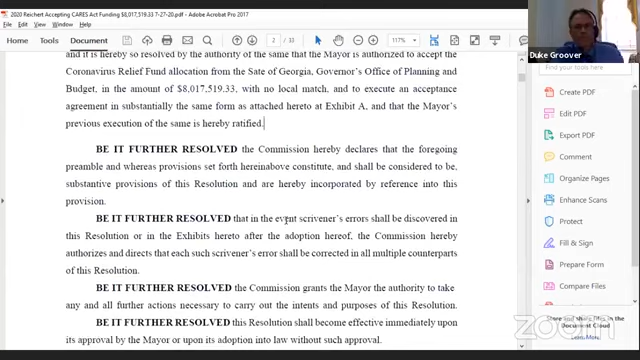 2020 Reichert Accepting CARES Act Funding $8,017,519.33 7-27-20.pdf - Adobe Acrobat Pro 2017
View Window Help
Document
2 / 33
117%
Duke Groover
and it is hereby so resolved by the authority of the same that the Mayor is authorized to accept the
Coronavirus Relief Fund allocation from the Sate of Georgia, Governor's Office of Planning and
Budget, in the amount of $8,017,519.33, with no local match, and to execute an acceptance
agreement in substantially the same form as attached hereto at Exhibit A, and that the Mayor's
previous execution of the same is hereby ratified.
BE IT FURTHER RESOLVED the Commission hereby declares that the foregoing
preamble and whereas provisions set forth hereinabove constitute, and shall be considered to be,
substantive provisions of this Resolution and are hereby incorporated by reference into this
provision.
BE IT FURTHER RESOLVED that in the event scrivener's errors shall be discovered in
this Resolution or in the Exhibits hereto after the adoption hereof, the Commission hereby
authorizes and directs that each such scrivener's error shall be corrected in all multiple counterparts
of this Resolution.
BE IT FURTHER RESOLVED the Commission grants the Mayor the authority to take
any and all further actions necessary to carry out the intents and purposes of this Resolution.
BE IT FURTHER RESOLVED this Resolution shall become effective immediately upon
its approval by the Mayor or upon its adoption into law without such approval.
Find your tools here
Create PDF
Edit PDF
Export PDF
Comment
Organize Pages
Enhance Scans
Protect
Fill & Sign
Prepare Form
Compare Files
Store and share files in the
Document Cloud
Learn More
zoom